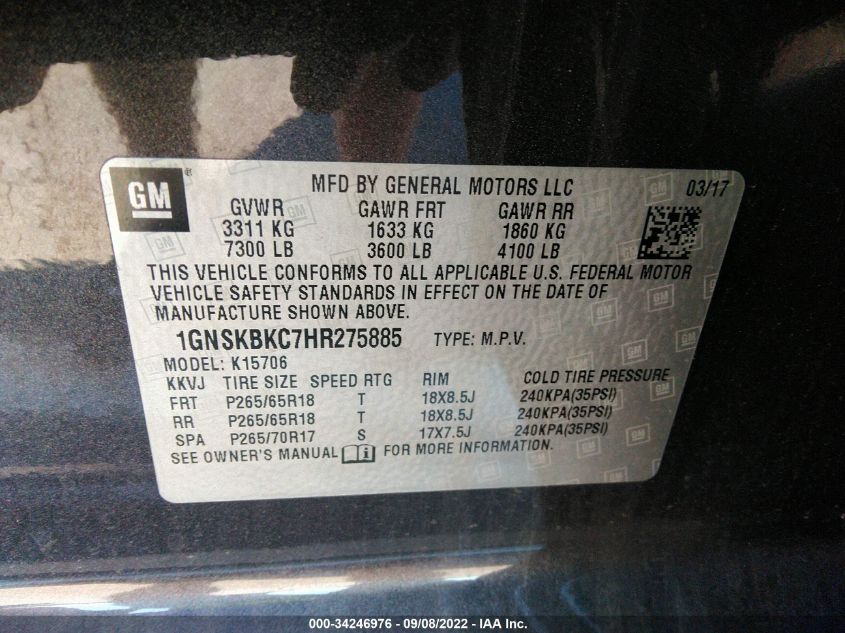 GM ®
MFD BY GENERAL MOTORS LLC 03/17
GVWR GAWR FRT GAWR RR
3311 KG 1633 KG 1860 KG
7300 LB 3600 LB 4100 LB
THIS VEHICLE CONFORMS TO ALL APPLICABLE U.S. FEDERAL MOTOR
VEHICLE SAFETY STANDARDS IN EFFECT ON THE DATE OF
MANUFACTURE SHOWN ABOVE.
1GNSKBKC7HR275885 TYPE: M.P.V.
MODEL: K15706
KKVJ TIRE SIZE SPEED RTG RIM COLD TIRE PRESSURE
FRT P265/65R18 T 18X8.5J 240KPA(35PSI)
RR P265/65R18 T 18X8.5J 240KPA(35PSI)
SPA P265/70R17 S 17X7.5J 240KPA(35PSI)
SEE OWNER'S MANUAL i FOR MORE INFORMATION.
000-34246976 - 09/08/2022 - IAA Inc.